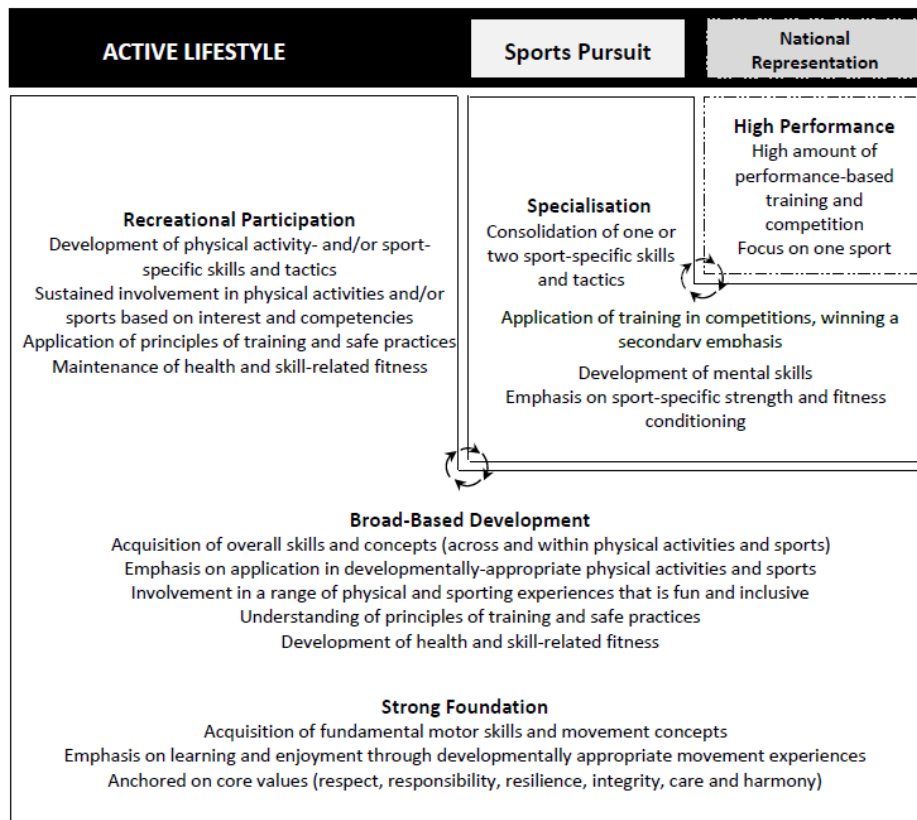 ACTIVE LIFESTYLE
Sports Pursuit
National
Representation
High Performance
High amount of
performance-based
training and
competition
Focus on one sport
Recreational Participation
Development of physical activity- and/or sport-
specific skills and tactics
Sustained involvement in physical activities and/or
sports based on interest and competencies
Application of principles of training and safe practices
Maintenance of health and skill-related fitness
Specialisation
Consolidation of one or
two sport-specific skills
and tactics
Application of training in competitions, winning a
secondary emphasis
Development of mental skills
Emphasis on sport-specific strength and fitness
conditioning
Broad-Based Development
Acquisition of overall skills and concepts (across and within physical activities and sports)
Emphasis on application in developmentally-appropriate physical activities and sports
Involvement in a range of physical and sporting experiences that is fun and inclusive
Understanding of principles of training and safe practices
Development of health and skill-related fitness
Strong Foundation
Acquisition of fundamental motor skills and movement concepts
Emphasis on learning and enjoyment through developmentally appropriate movement experiences
Anchored on core values (respect, responsibility, resilience, integrity, care and harmony)